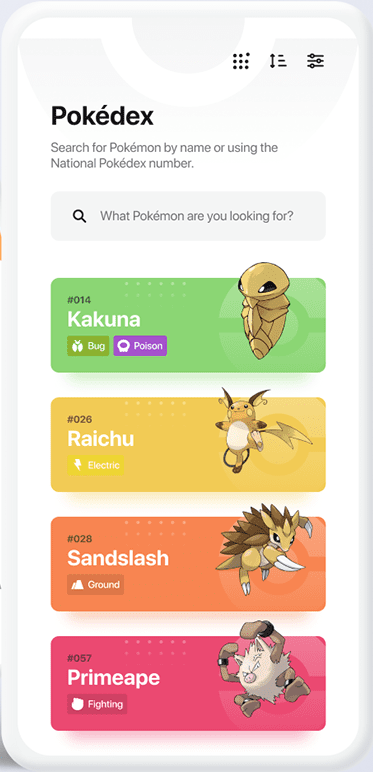 Pokédex
Search for Pokémon by name or using the
National Pokédex number.
What Pokémon are you looking for?
#014
Kakuna
Bug Poison
#026
Raichu
Electric
#028
Sandslash
Ground
#057
Primeape
Fighting